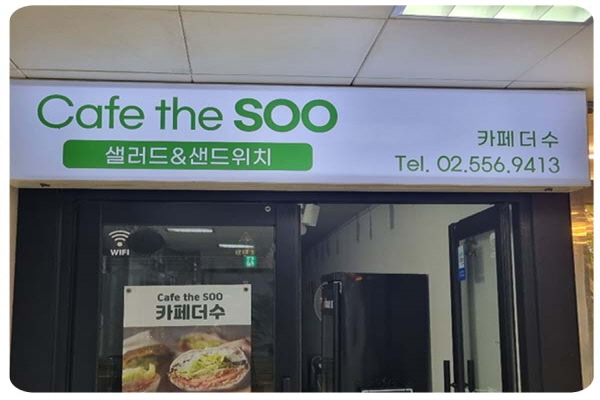 Cafe the SOO
샐러드&샌드위치
카페더수
Tel. 02.556.9413
WIFI
Cafe the SOO
카페더수